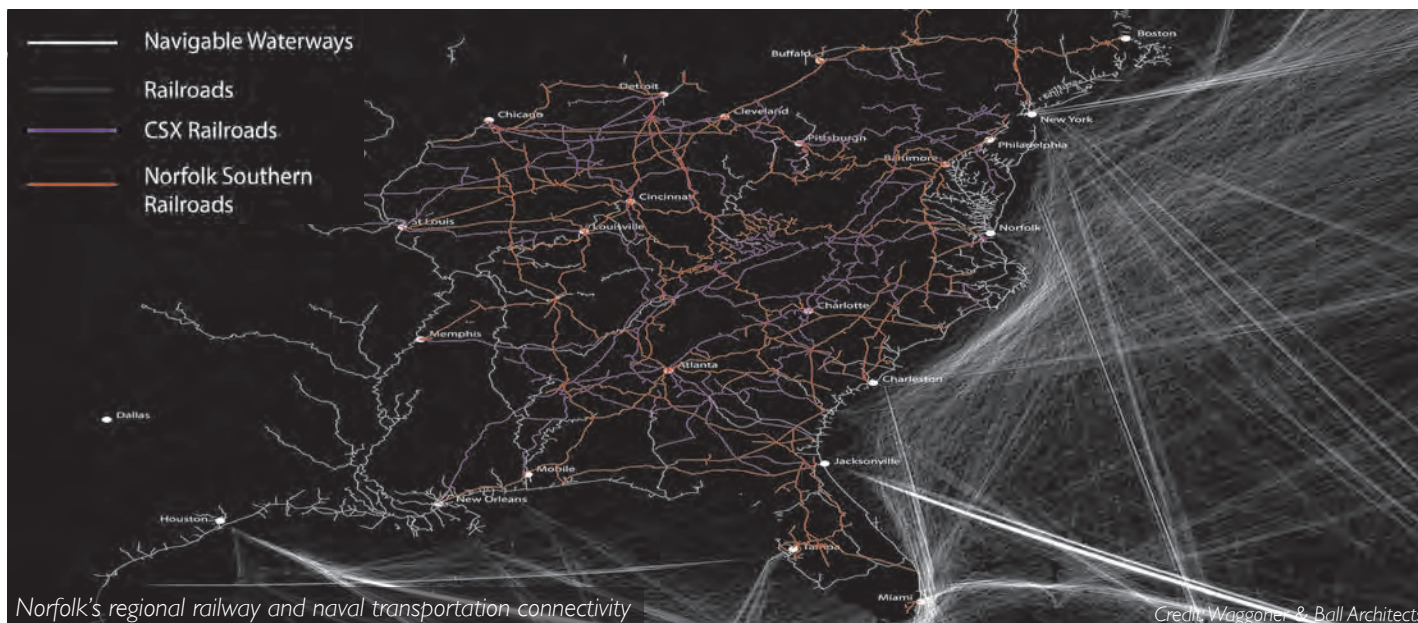 Navigable Waterways
Railroads
CSX Railroads
Norfolk Southern
Railroads
Boston
Buffalo
Detroit
Cleveland
Chicago
New York
Pittsburgh
Philadelphia
Baltimore
Cincinnati
St Louis
Louisville
Norfolk
Charlotte
Memphis
Atlanta
Charleston
Dallas
Jacksonville
Mobile
New Orleans
Houston
Tampa
Miami
Norfolk's regional railway and naval transportation connectivity
Credit: Waggonner & Ball Architects